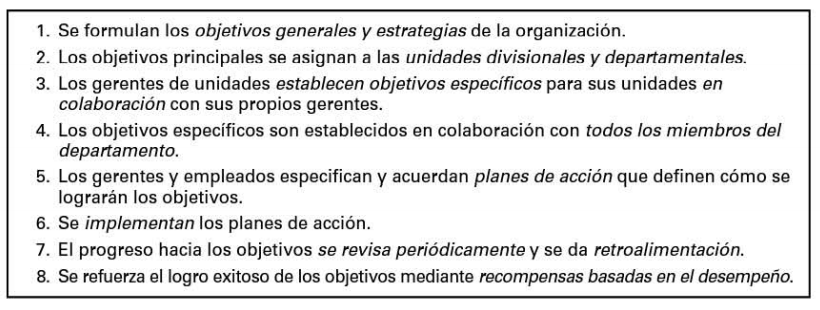 1. Se formulan los objetivos generales y estrategias de la organización.
2. Los objetivos principales se asignan a las unidades divisionales y departamentales.
3. Los gerentes de unidades establecen objetivos específicos para sus unidades en
colaboración con sus propios gerentes.
4. Los objetivos específicos son establecidos en colaboración con todos los miembros del
departamento.
5. Los gerentes y empleados especifican y acuerdan planes de acción que definen cómo se
lograrán los objetivos.
6. Se implementan los planes de acción.
7. El progreso hacia los objetivos se revisa periódicamente y se da retroalimentación.
8. Se refuerza el logro exitoso de los objetivos mediante recompensas basadas en el desempeño.